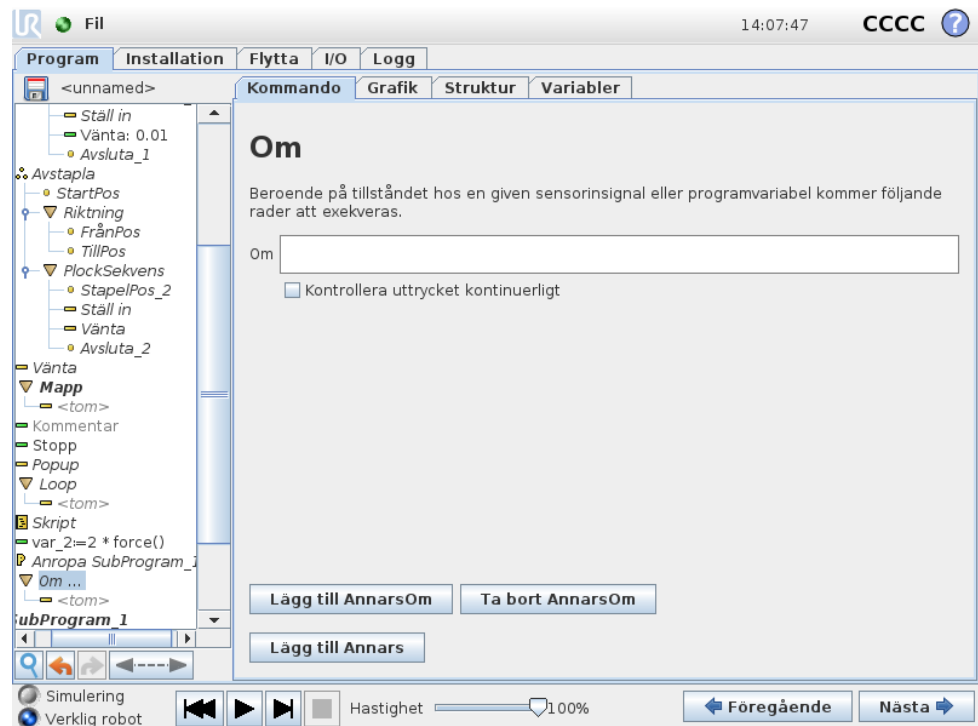 UR Fil 14:07:47 CCCC ?
Program Installation Flytta I/O Logg
<unnamed>
Kommando Grafik Struktur Variabler
Ställ in
Vänta: 0.01
Avsluta_1
Avstapla
StartPos
Riktning
FrånPos
TillPos
PlockSekvens
StapelPos_2
Ställ in
Vänta
Avsluta_2
Vänta
Mapp
<tom>
Kommentar
Stopp
Popup
Loop
<tom>
Skript
var_2:=2 * force()
Anropa SubProgram_1
Om ...
<tom>
SubProgram_1
Om
Beroende på tillståndet hos en given sensorinsignal eller programvariabel kommer följande
rader att exekveras.
Om
Kontrollera uttrycket kontinuerligt
Lägg till AnnarsOm Ta bort AnnarsOm
Lägg till Annars
Simulering
Verklig robot
Hastighet 100%
Föregående Nästa